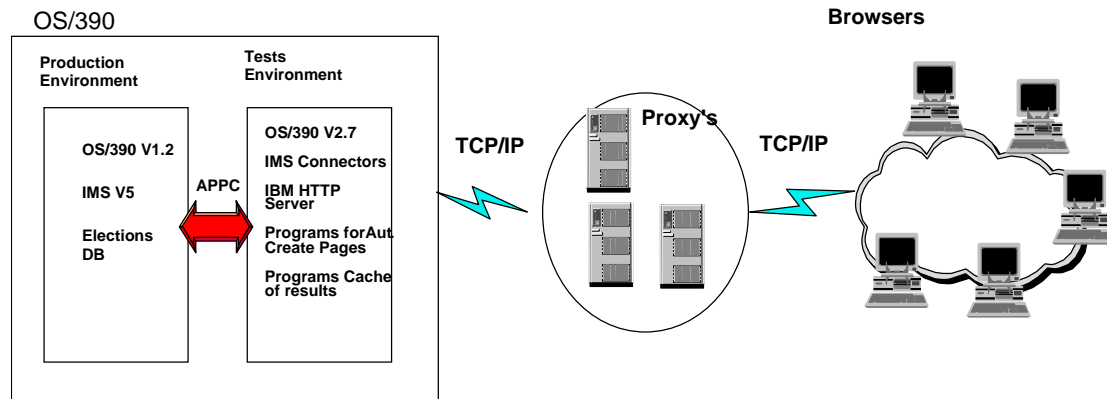 OS/390
Browsers
Production
Environment
Tests
Environment
OS/390 V1.2
IMS V5
Elections
DB
APPC
OS/390 V2.7
IMS Connectors
IBM HTTP
Server
Programs forAut
Create Pages
Programs Cache
of results
TCP/IP
Proxy's
TCP/IP